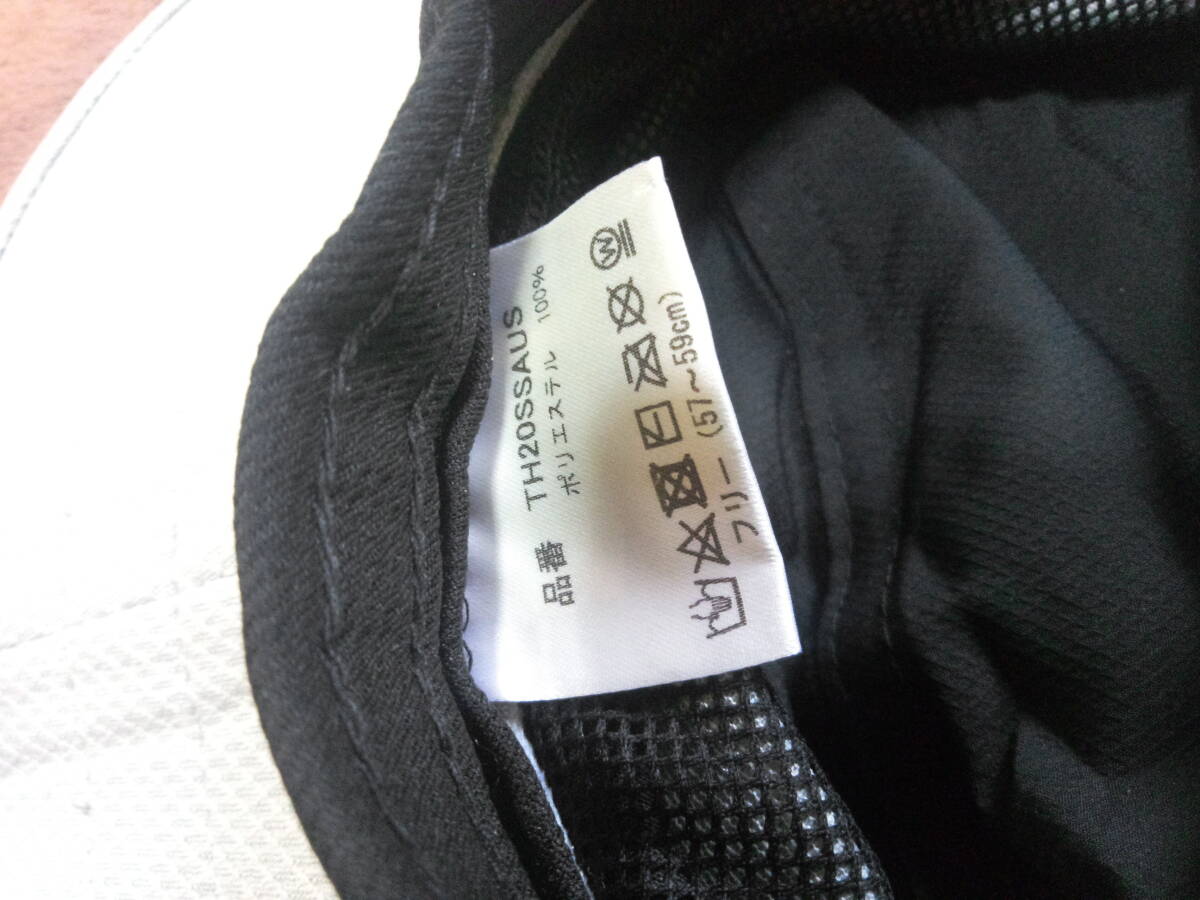 品番 TH20SSAUS
ポリエステル 100%
W
フリー (57～59cm)